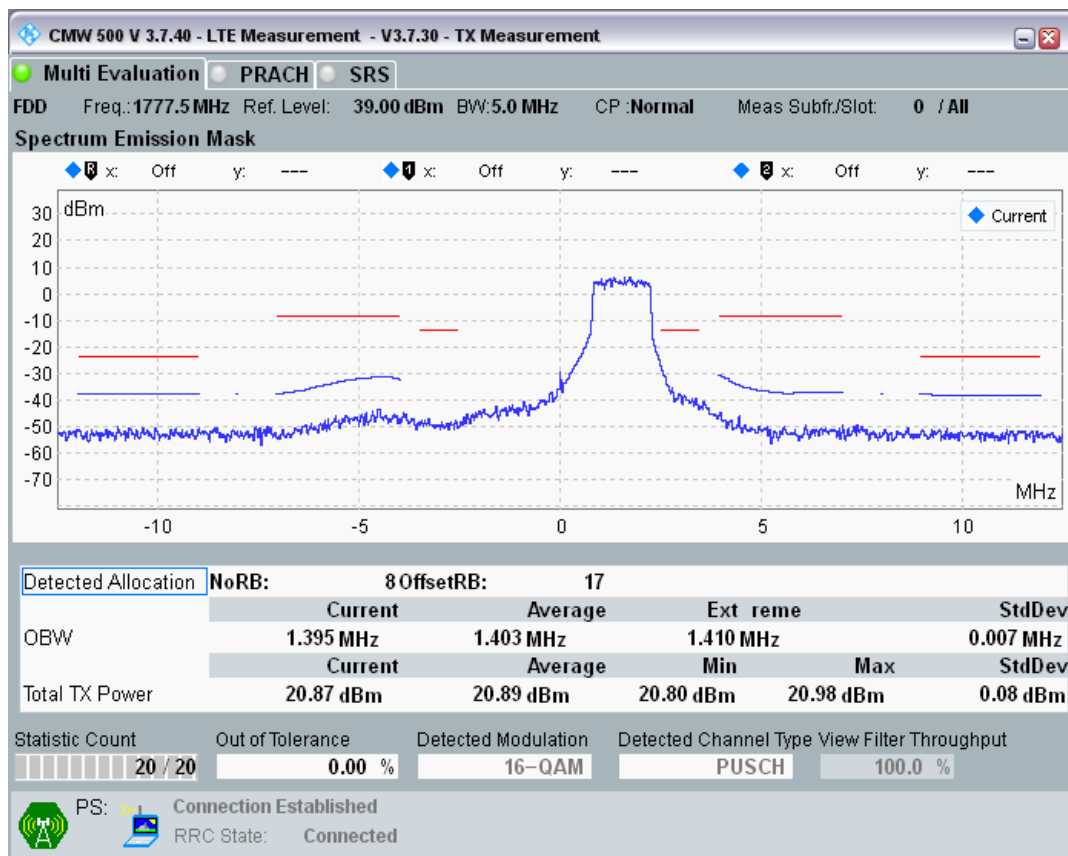 CMW 500 V 3.7.40 - LTE Measurement - V3.7.30 - TX Measurement
Multi Evaluation PRACH SRS
FDD Freq.: 1777.5 MHz Ref. Level: 39.00 dBm BW: 5.0 MHz CP : Normal Meas Subfr./Slot: 0 / All
Spectrum Emission Mask
R x: Off y: --- 1 x: Off y: --- 2 x: Off y: ---
dBm
Current
30
20
10
0
-10
-20
-30
-40
-50
-60
-70
MHz
-10 -5 0 5 10
Detected Allocation NoRB: 8 OffsetRB: 17
Current Average Ext reme StdDev
OBW 1.395 MHz 1.403 MHz 1.410 MHz 0.007 MHz
Current Average Min Max StdDev
Total TX Power 20.87 dBm 20.89 dBm 20.80 dBm 20.98 dBm 0.08 dBm
Statistic Count Out of Tolerance Detected Modulation Detected Channel Type View Filter Throughput
20 / 20 0.00 % 16-QAM PUSCH 100.0 %
PS: Connection Established
RRC State: Connected